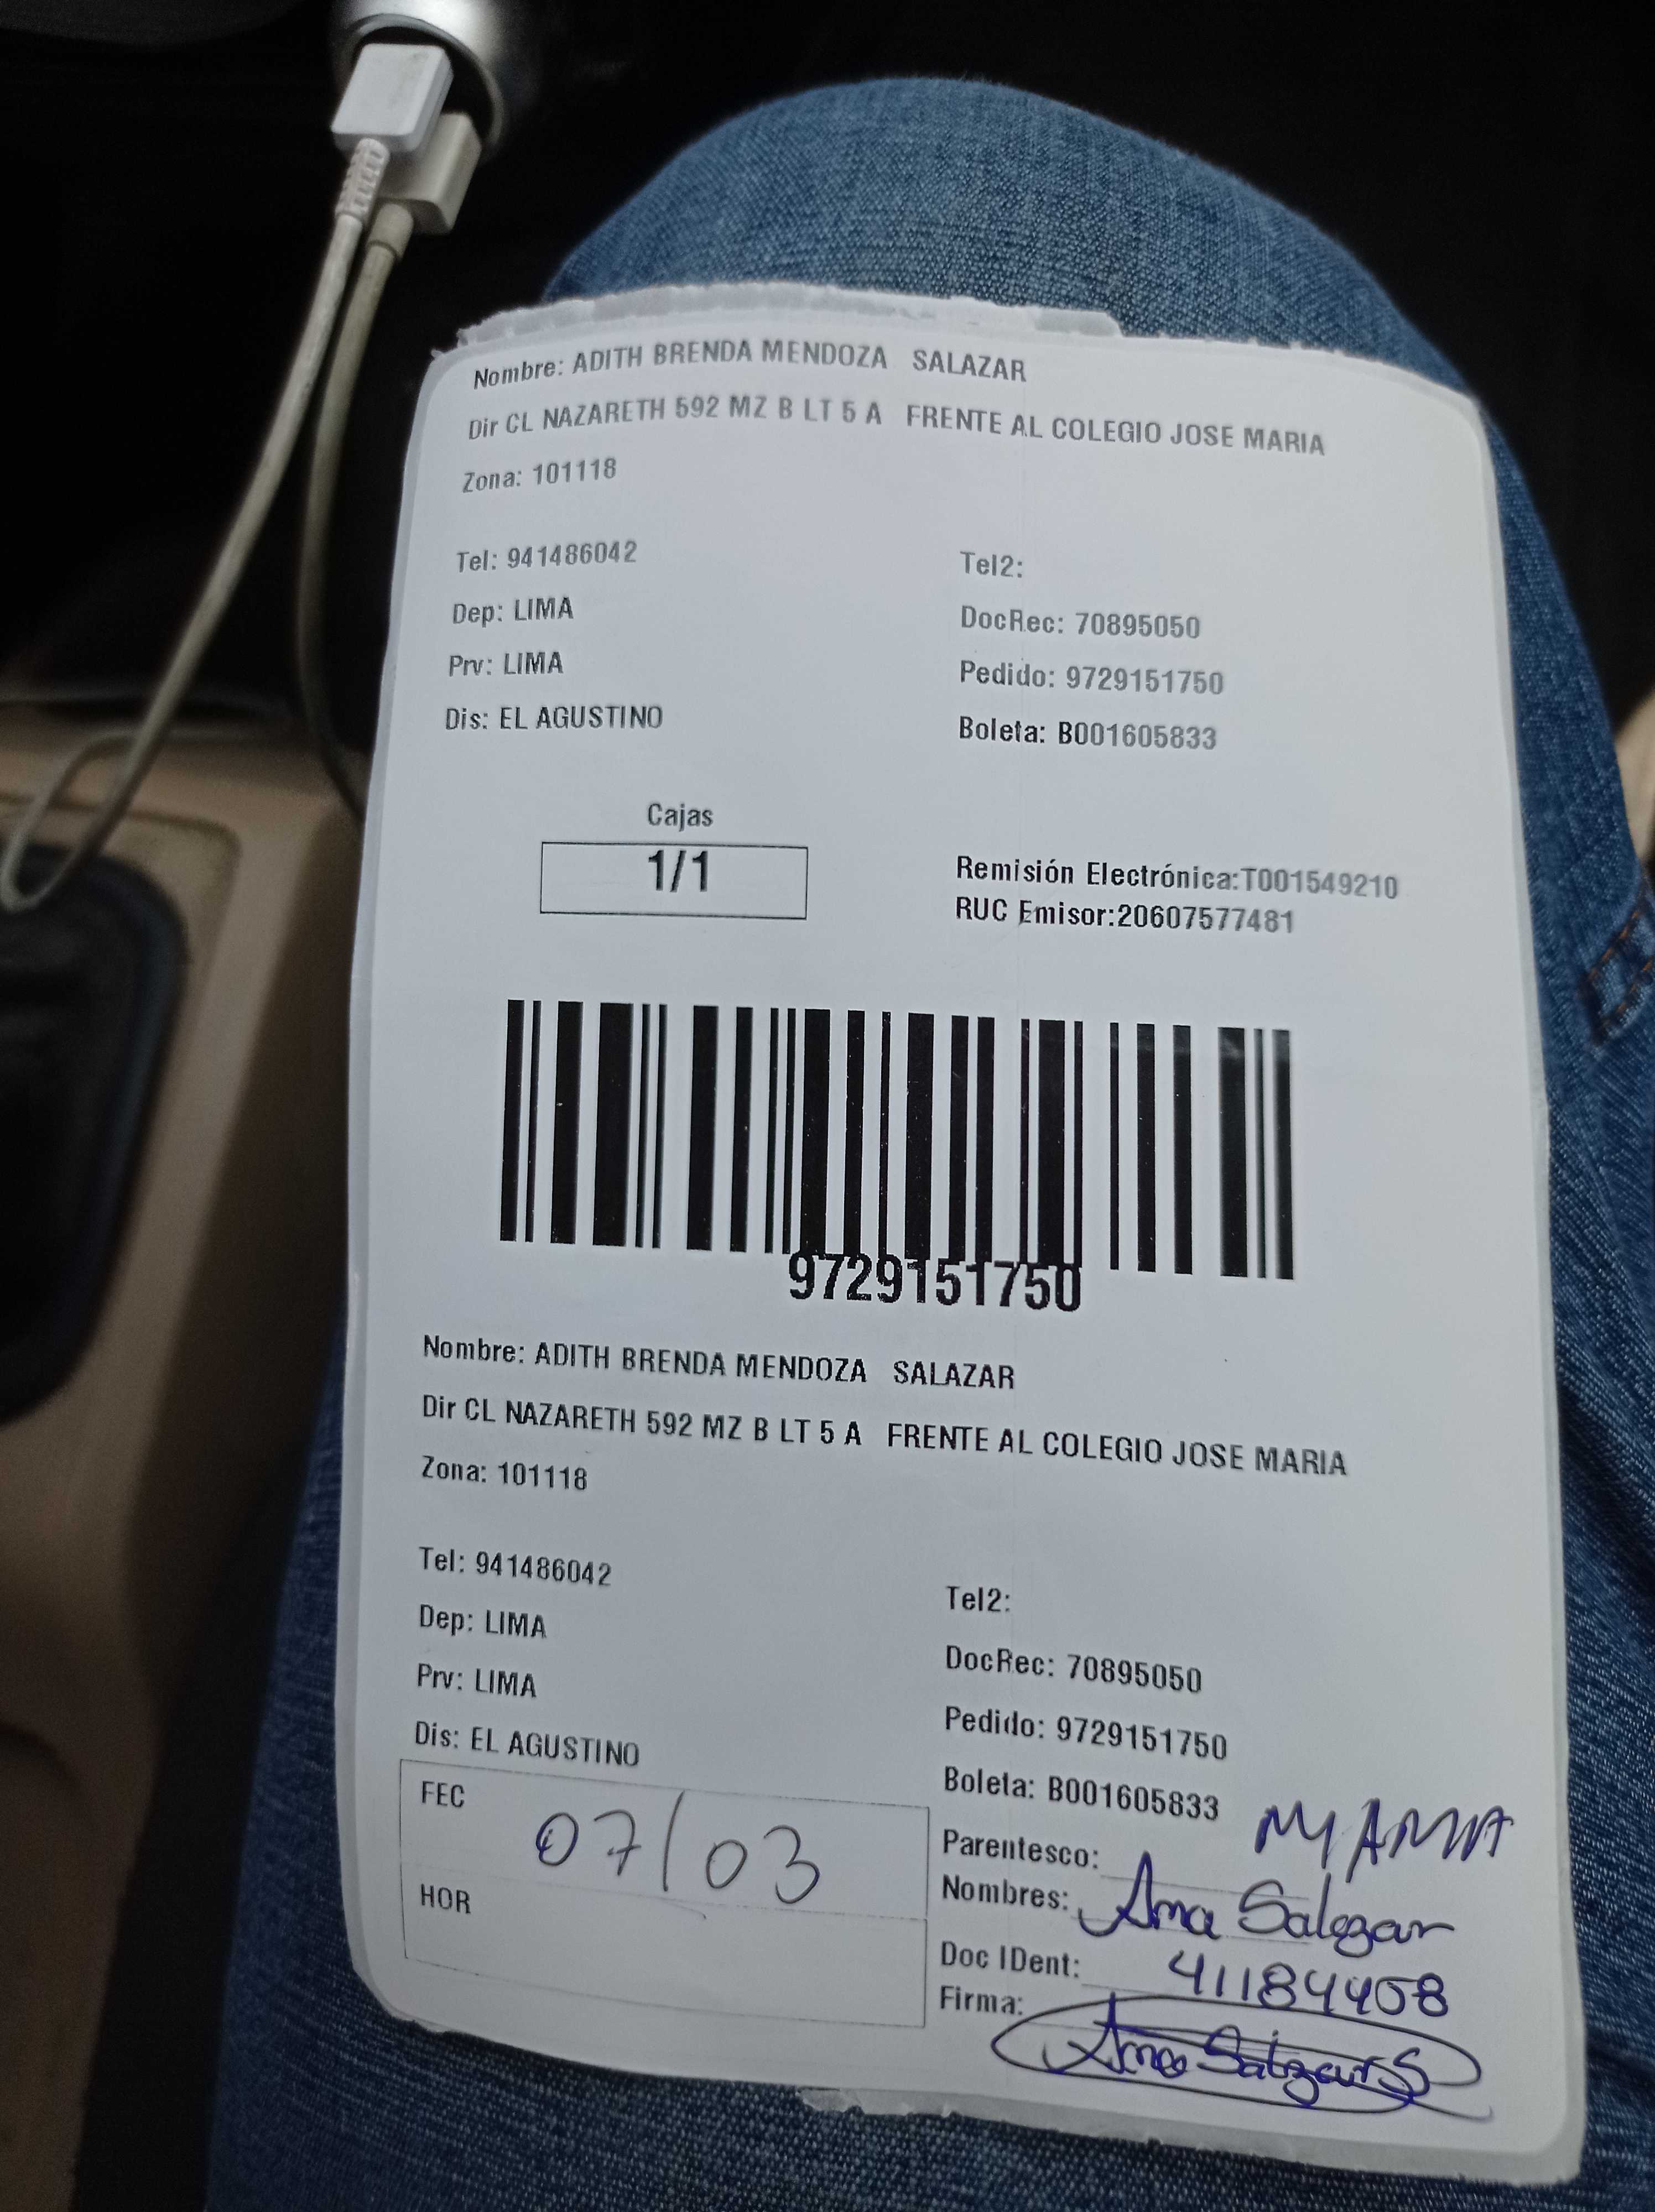 Nombre: ADITH BRENDA MENDOZA SALAZAR
Dir CL NAZARETH 592 MZ B LT 5 A FRENTE AL COLEGIO JOSE MARIA
Zona: 101118
Tel: 941486042
Tel2:
Dep: LIMA
DocRec: 70895050
Prv: LIMA
Pedido: 9729151750
Dis: EL AGUSTINO
Boleta: B001605833
Cajas
1/1
Remisión Electrónica:T001549210
RUC Emisor:20607577481
9729151750
Nombre: ADITH BRENDA MENDOZA SALAZAR
Dir CL NAZARETH 592 MZ B LT 5 A FRENTE AL COLEGIO JOSE MARIA
Zona: 101118
Tel: 941486042
Tel2:
Dep: LIMA
DocRec: 70895050
Prv: LIMA
Pedido: 9729151750
Dis: EL AGUSTINO
Boleta: B001605833
FEC 07/03
HOR
Parentesco: MAMA
Nombres: Ana Salazar
Doc IDent: 41184408
Firma: Ana Salazar S